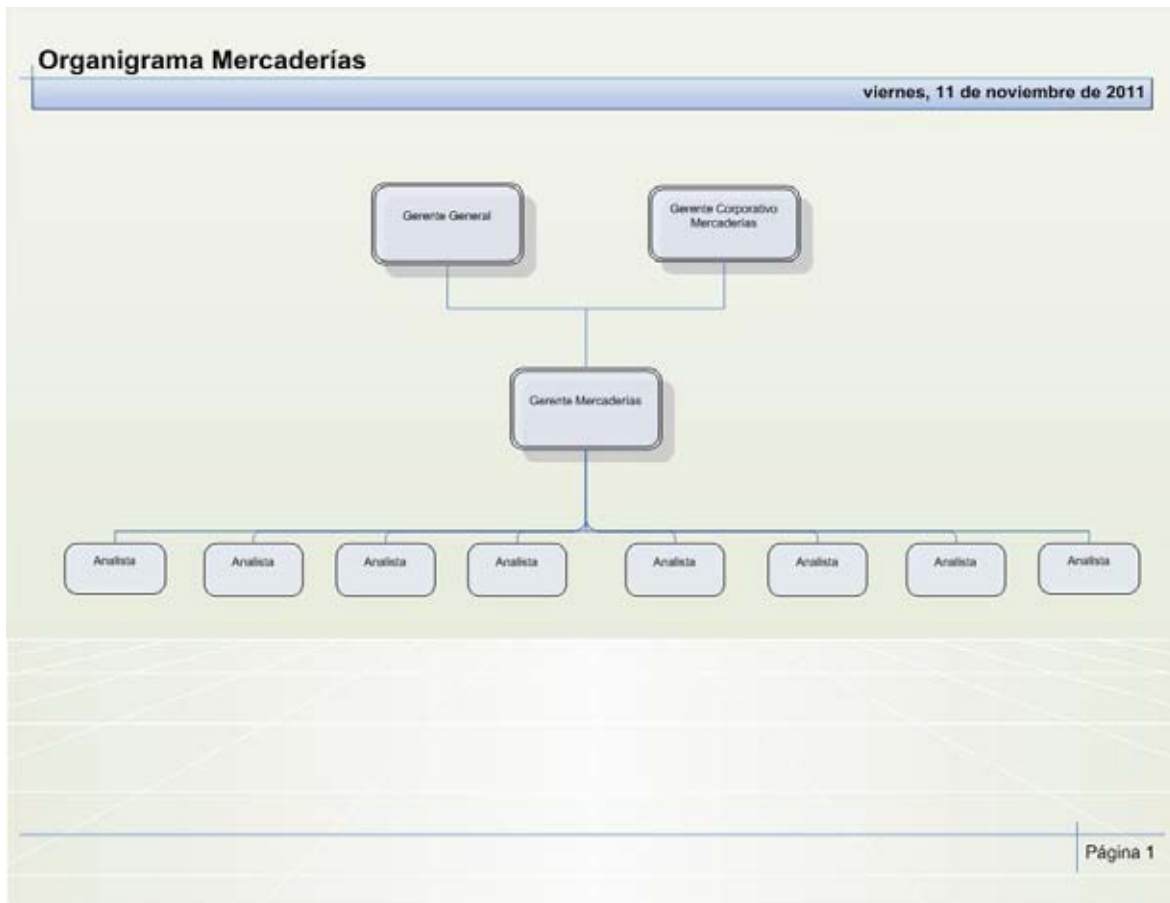 Organigrama Mercaderías
viernes, 11 de noviembre de 2011
Gerente General
Gerente Corporativo
Mercaderías
Gerente Mercaderías
Analista
Analista
Analista
Analista
Analista
Analista
Analista
Analista
Página 1